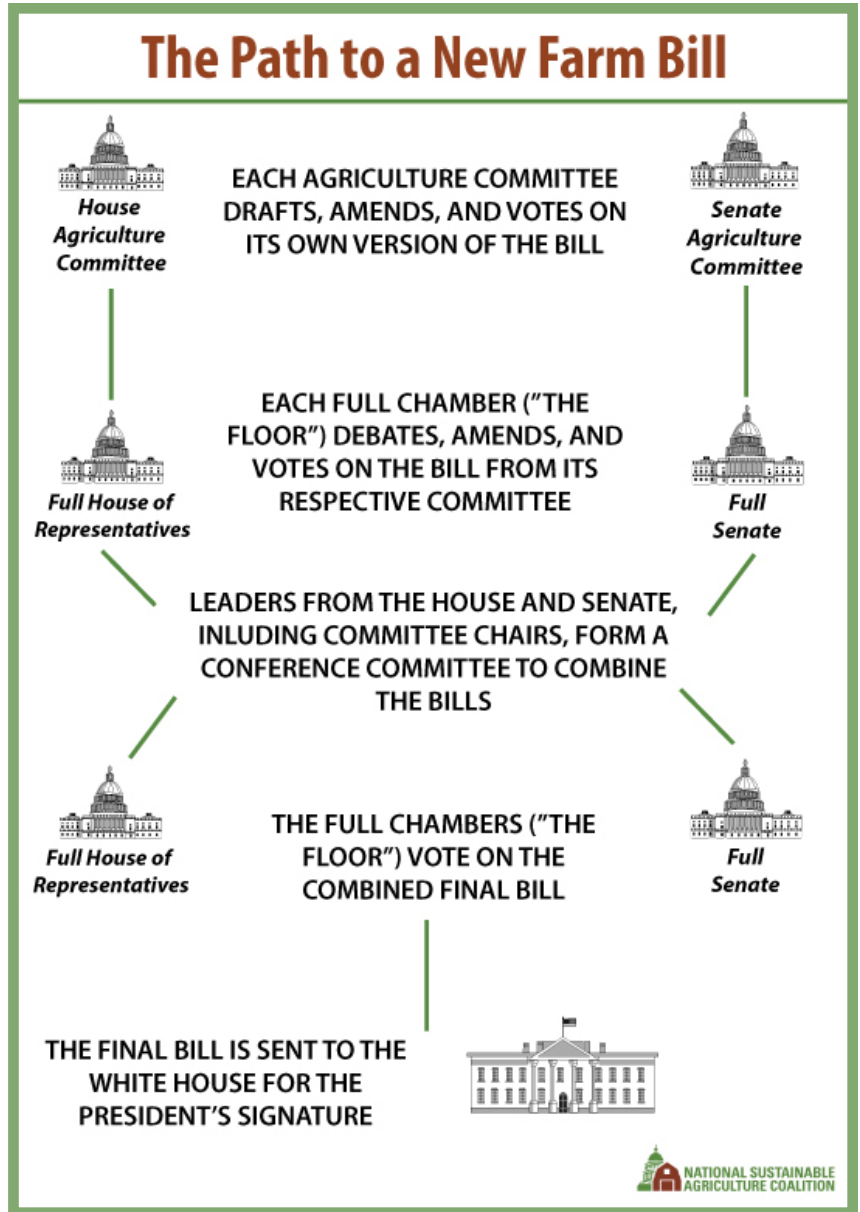 The Path to a New Farm Bill
House
Agriculture
Committee
EACH AGRICULTURE COMMITTEE
DRAFTS, AMENDS, AND VOTES ON
ITS OWN VERSION OF THE BILL
Senate
Agriculture
Committee
Full House of
Representatives
EACH FULL CHAMBER ("THE
FLOOR") DEBATES, AMENDS, AND
VOTES ON THE BILL FROM ITS
RESPECTIVE COMMITTEE
Full
Senate
LEADERS FROM THE HOUSE AND SENATE,
INLUDING COMMITTEE CHAIRS, FORM A
CONFERENCE COMMITTEE TO COMBINE
THE BILLS
Full House of
Representatives
THE FULL CHAMBERS ("THE
FLOOR") VOTE ON THE
COMBINED FINAL BILL
Full
Senate
THE FINAL BILL IS SENT TO THE
WHITE HOUSE FOR THE
PRESIDENT'S SIGNATURE
NATIONAL SUSTAINABLE
AGRICULTURE COALITION